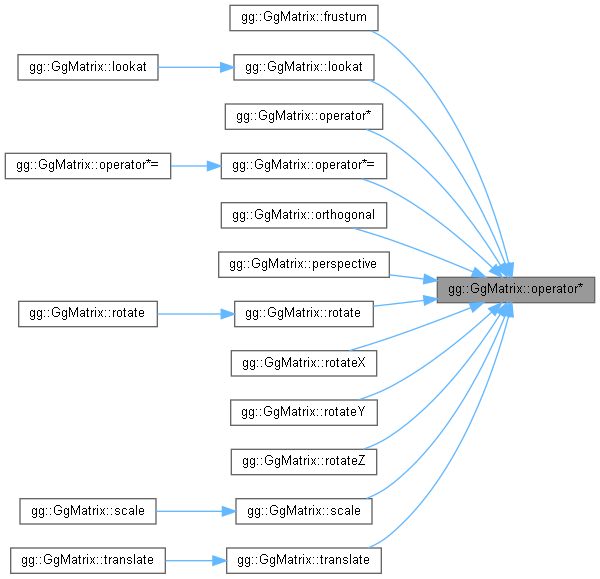 gg::GgMatrix::frustum
gg::GgMatrix::lookat
gg::GgMatrix::lookat
gg::GgMatrix::operator*
gg::GgMatrix::operator*=
gg::GgMatrix::operator*=
gg::GgMatrix::orthogonal
gg::GgMatrix::perspective
gg::GgMatrix::operator*
gg::GgMatrix::rotate
gg::GgMatrix::rotate
gg::GgMatrix::rotateX
gg::GgMatrix::rotateY
gg::GgMatrix::rotateZ
gg::GgMatrix::scale
gg::GgMatrix::scale
gg::GgMatrix::translate
gg::GgMatrix::translate